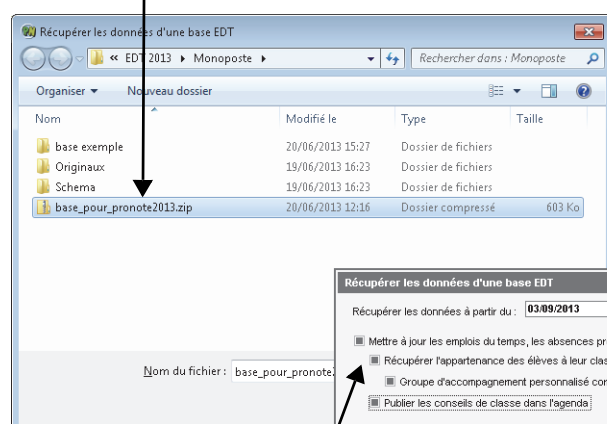 Récupérer les données d'une base EDT
« EDT 2013 Monoposte
Rechercher dans : Monoposte
Organiser Nouveau dossier
Nom Modifié le Type Taille
base exemple 20/06/2013 15:27 Dossier de fichiers
Originaux 19/06/2013 16:23 Dossier de fichiers
Schema 19/06/2013 16:23 Dossier de fichiers
base_pour_pronote2013.zip 20/06/2013 12:16 Dossier compressé 603 Ko
Récupérer les données d'une base EDT
Récupérer les données à partir du : 03/09/2013
Mettre à jour les emplois du temps, les absences pr
Récupérer l'appartenance des élèves à leur clas
Groupe d'accompagnement personnalisé con
Publier les conseils de classe dans l'agenda
Nom du fichier : base_pour_pronote2